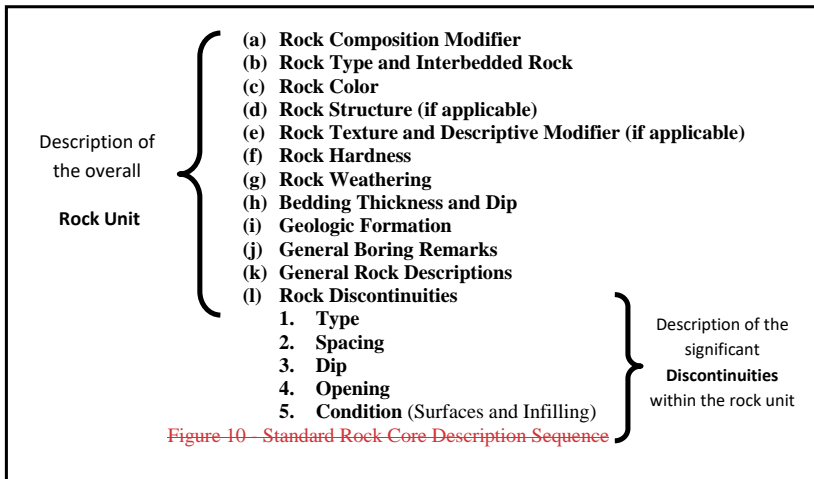 Description of
the overall
Rock Unit
(a) Rock Composition Modifier
(b) Rock Type and Interbedded Rock
(c) Rock Color
(d) Rock Structure (if applicable)
(e) Rock Texture and Descriptive Modifier (if applicable)
(f) Rock Hardness
(g) Rock Weathering
(h) Bedding Thickness and Dip
(i) Geologic Formation
(j) General Boring Remarks
(k) General Rock Descriptions
(l) Rock Discontinuities
1. Type
2. Spacing
3. Dip
4. Opening
5. Condition (Surfaces and Infilling)
Description of the
significant
Discontinuities
within the rock unit
Figure 10 - Standard Rock Core Description Sequence